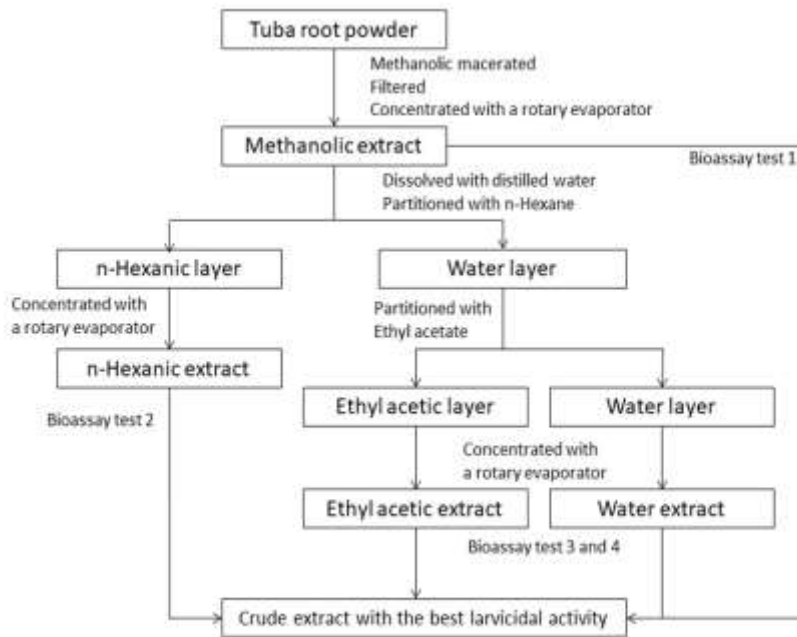 Tuba root powder
Methanolic macerated
Filtered
Concentrated with a rotary evaporator
Methanolic extract
Bioassay test 1
Dissolved with distilled water
Partitioned with n-Hexane
n-Hexanic layer
Water layer
Concentrated with
a rotary evaporator
Partitioned with
Ethyl acetate
n-Hexanic extract
Bioassay test 2
Ethyl acetic layer
Water layer
Concentrated with
a rotary evaporator
Ethyl acetic extract
Water extract
Bioassay test 3 and 4
Crude extract with the best larvicidal activity